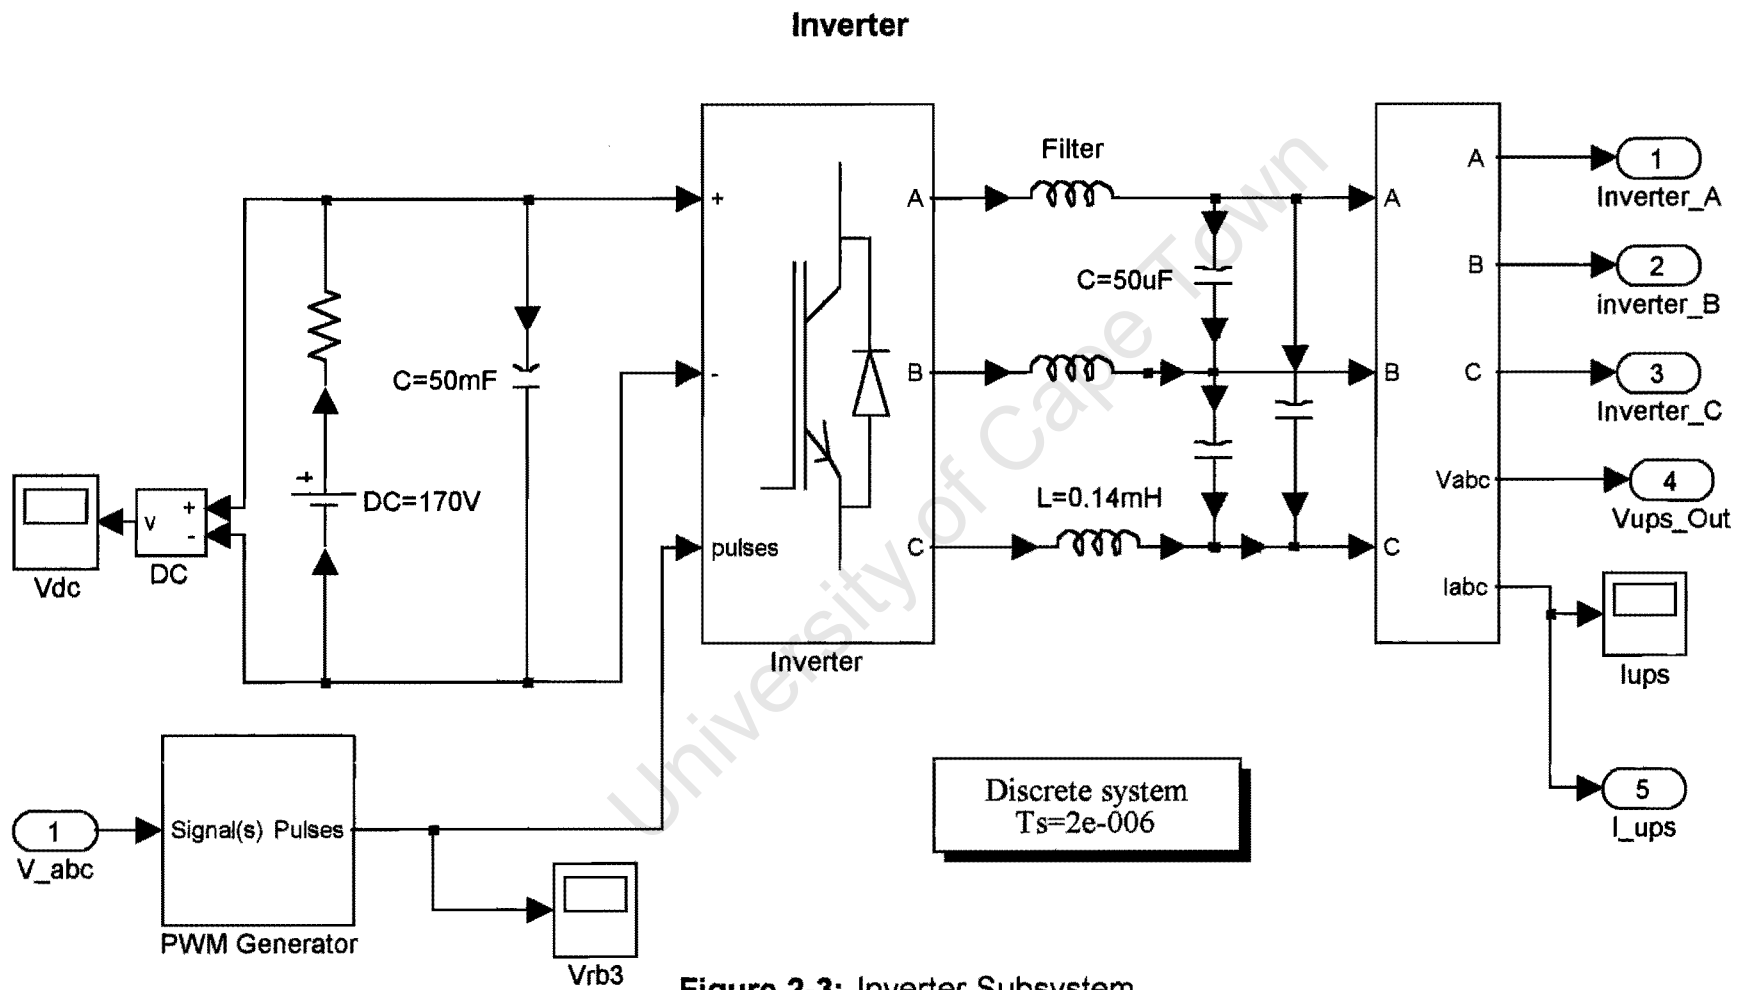 Inverter
Filter
A
1
Inverter_A
+
A
A
C=50uF
B
2
inverter_B
C=50mF
-
B
B
C
3
Inverter_C
+
DC=170V
L=0.14mH
Vabc
4
Vups_Out
v
+
-
DC
Vdc
pulses
C
C
Iabc
Iups
Inverter
Discrete system
Ts=2e-006
5
I_ups
1
V_abc
Signal(s) Pulses
PWM Generator
Vrb3
University of Cape Town
Figure 2.3: Inverter Subsystem